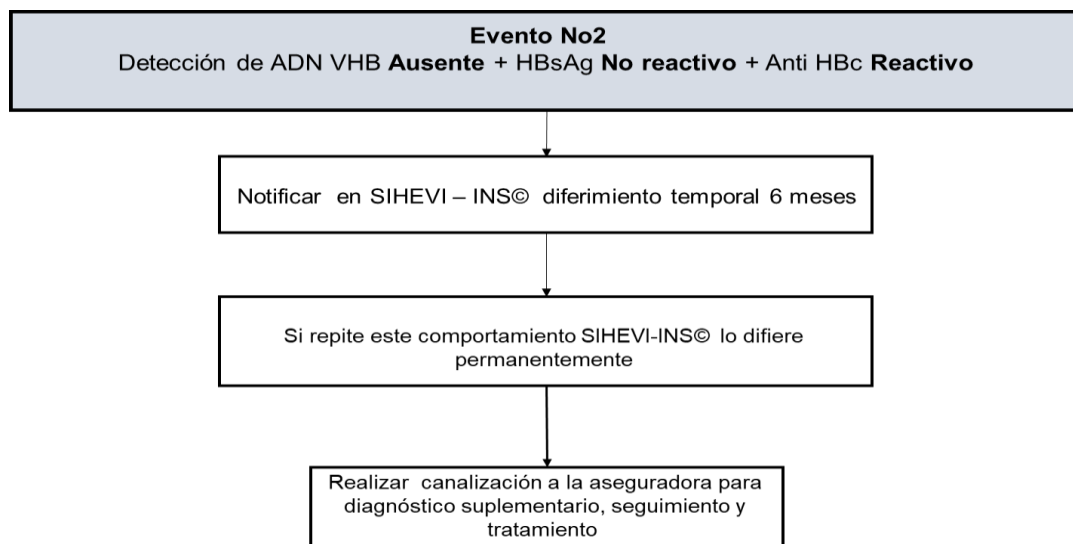 Evento No2
Detección de ADN VHB Ausente + HBsAg No reactivo + Anti HBc Reactivo
Notificar en SIHEVI – INS© diferimiento temporal 6 meses
Si repite este comportamiento SIHEVI-INS© lo difiere
permanentemente
Realizar canalización a la aseguradora para
diagnóstico suplementario, seguimiento y
tratamiento